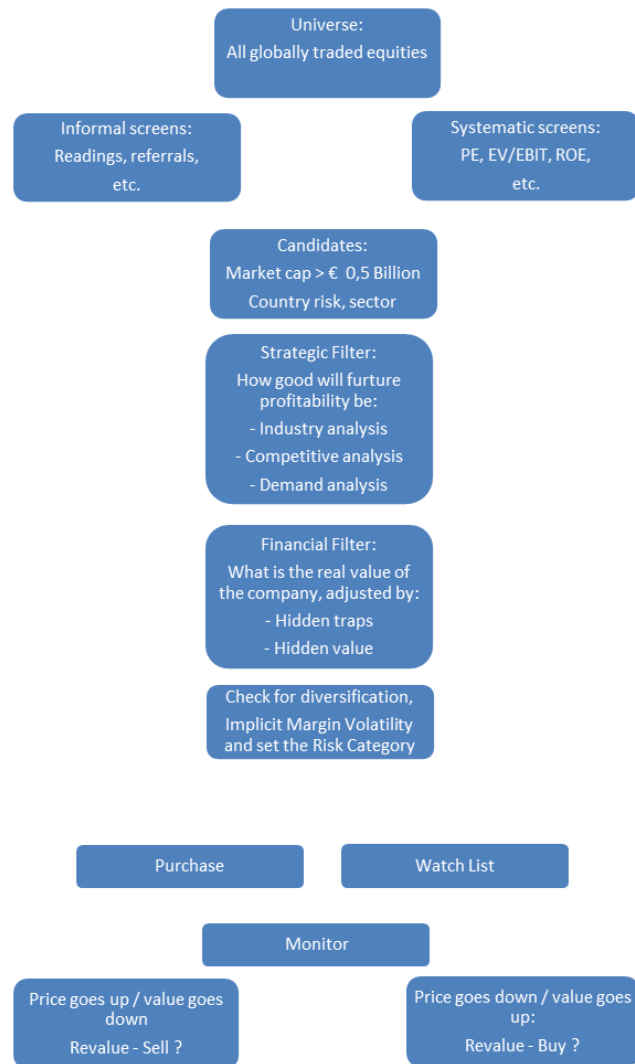 Universe:
All globally traded equities
Informal screens:
Readings, referrals,
etc.
Systematic screens:
PE, EV/EBIT, ROE,
etc.
Candidates:
Market cap > € 0,5 Billion
Country risk, sector
Strategic Filter:
How good will furture
profitability be:
- Industry analysis
- Competitive analysis
- Demand analysis
Financial Filter:
What is the real value of
the company, adjusted by:
- Hidden traps
- Hidden value
Check for diversification,
Implicit Margin Volatility
and set the Risk Category
Purchase
Watch List
Monitor
Price goes up / value goes
down
Revalue - Sell ?
Price goes down / value goes
up:
Revalue - Buy ?